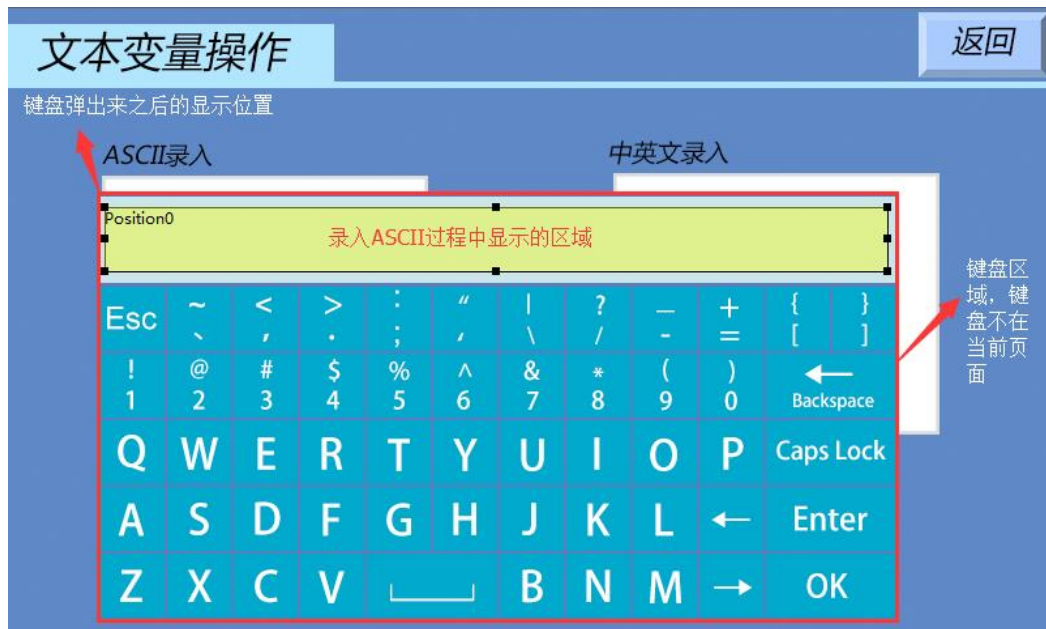 文本变量操作
返回
键盘弹出来之后的显示位置
ASCII录入
中英文录入
Position0
录入ASCII过程中显示的区域
键盘区
域，键
盘不在
当前页
面
Esc ~ < > : " | ? _ + { }
` , . ; ' \ / - = [ ]
! @ # $ % ^ & * ( ) ←
1 2 3 4 5 6 7 8 9 0 Backspace
Q W E R T Y U I O P Caps Lock
A S D F G H J K L ← Enter
Z X C V B N M → OK